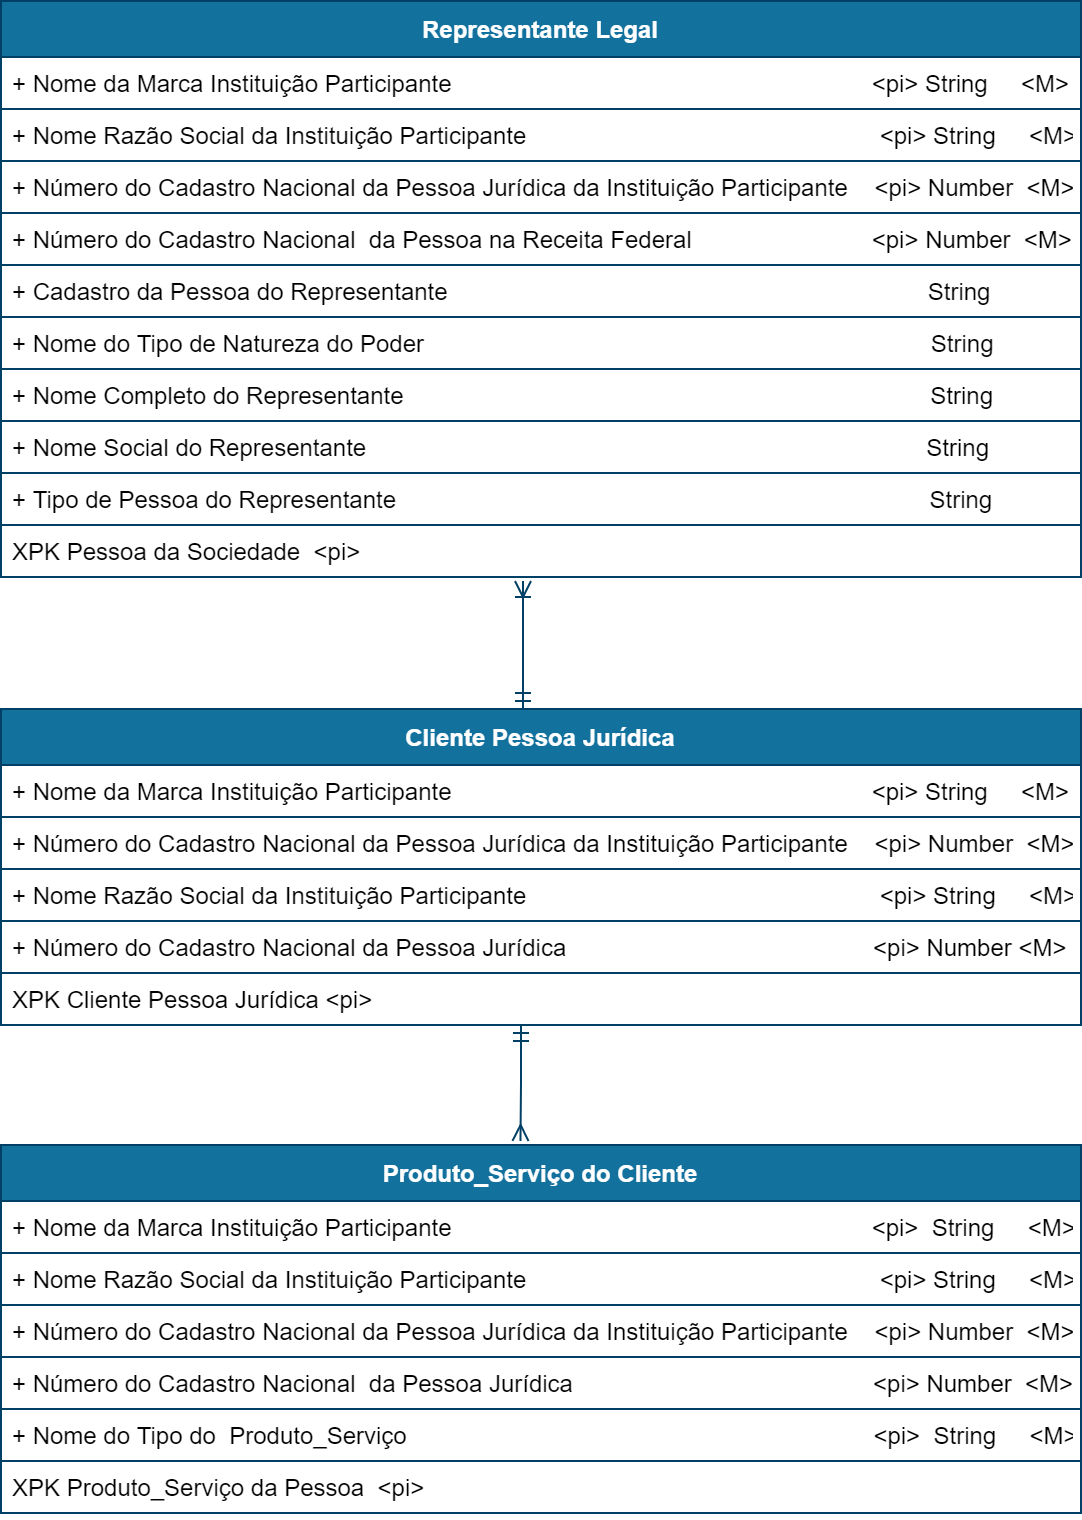 Representante Legal
+ Nome da Marca Instituição Participante <pi> String <M>
+ Nome Razão Social da Instituição Participante <pi> String <M>
+ Número do Cadastro Nacional da Pessoa Jurídica da Instituição Participante <pi> Number <M>
+ Número do Cadastro Nacional da Pessoa na Receita Federal <pi> Number <M>
+ Cadastro da Pessoa do Representante String
+ Nome do Tipo de Natureza do Poder String
+ Nome Completo do Representante String
+ Nome Social do Representante String
+ Tipo de Pessoa do Representante String
XPK Pessoa da Sociedade <pi>
Cliente Pessoa Jurídica
+ Nome da Marca Instituição Participante <pi> String <M>
+ Número do Cadastro Nacional da Pessoa Jurídica da Instituição Participante <pi> Number <M>
+ Nome Razão Social da Instituição Participante <pi> String <M>
+ Número do Cadastro Nacional da Pessoa Jurídica <pi> Number <M>
XPK Cliente Pessoa Jurídica <pi>
Produto_Serviço do Cliente
+ Nome da Marca Instituição Participante <pi> String <M>
+ Nome Razão Social da Instituição Participante <pi> String <M>
+ Número do Cadastro Nacional da Pessoa Jurídica da Instituição Participante <pi> Number <M>
+ Número do Cadastro Nacional da Pessoa Jurídica <pi> Number <M>
+ Nome do Tipo do Produto_Serviço <pi> String <M>
XPK Produto_Serviço da Pessoa <pi>